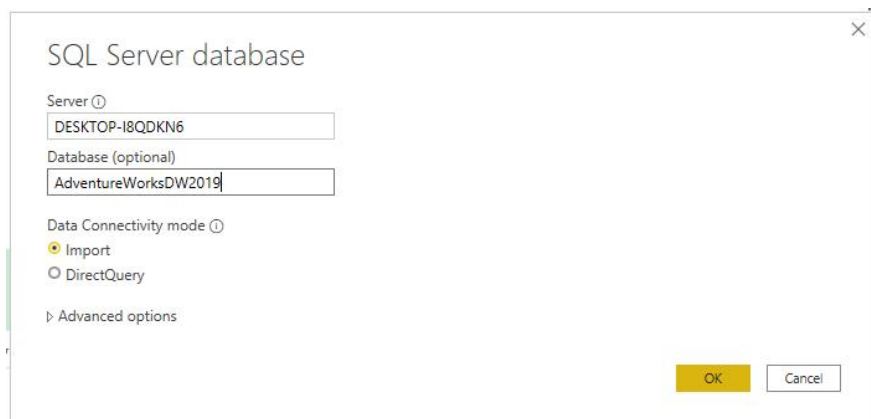 SQL Server database
Server
DESKTOP-I8QDKN6
Database (optional)
AdventureWorksDW2019
Data Connectivity mode
Import
DirectQuery
Advanced options
OK Cancel